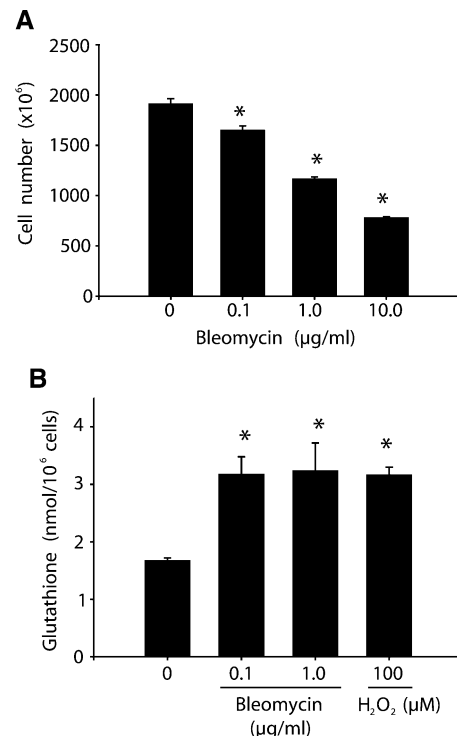 A
Cell number (x10⁶)
2500
2000
1500
1000
500
0
*
*
*
0 0.1 1.0 10.0
Bleomycin (µg/ml)
B
Glutathione (nmol/10⁶ cells)
4
3
2
1
0
*
*
*
0 0.1 1.0 100
Bleomycin H₂O₂ (µM)
(µg/ml)